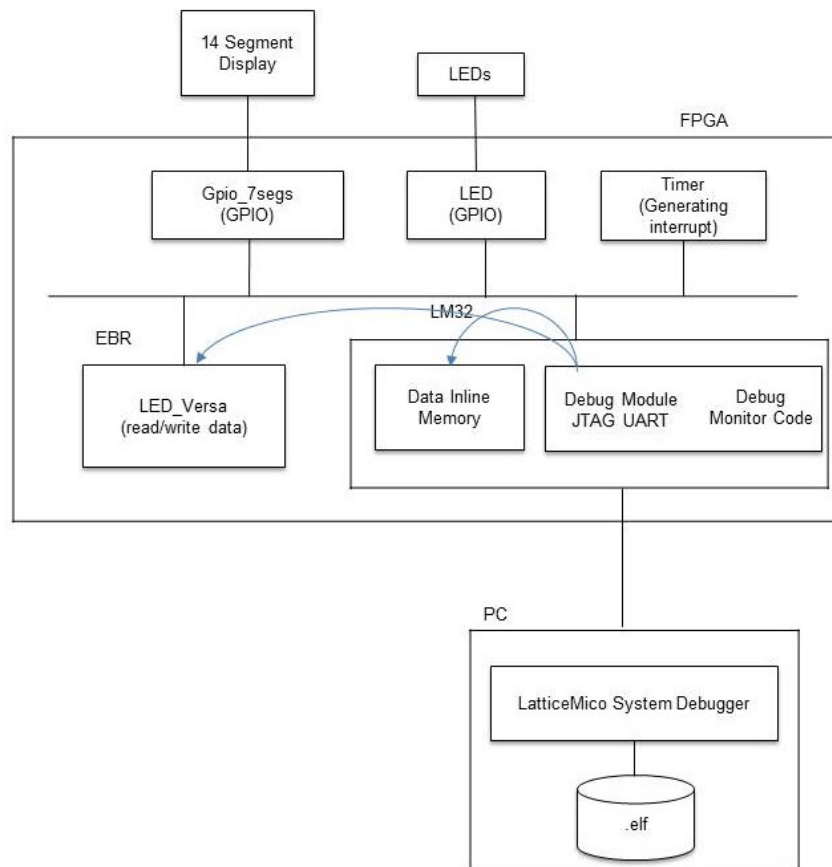 14 Segment
Display
LEDs
FPGA
Gpio_7segs
(GPIO)
LED
(GPIO)
Timer
(Generating
interrupt)
LM32
EBR
LED_Versa
(read/write data)
Data Inline
Memory
Debug Module
JTAG UART
Debug
Monitor Code
PC
LatticeMico System Debugger
.elf